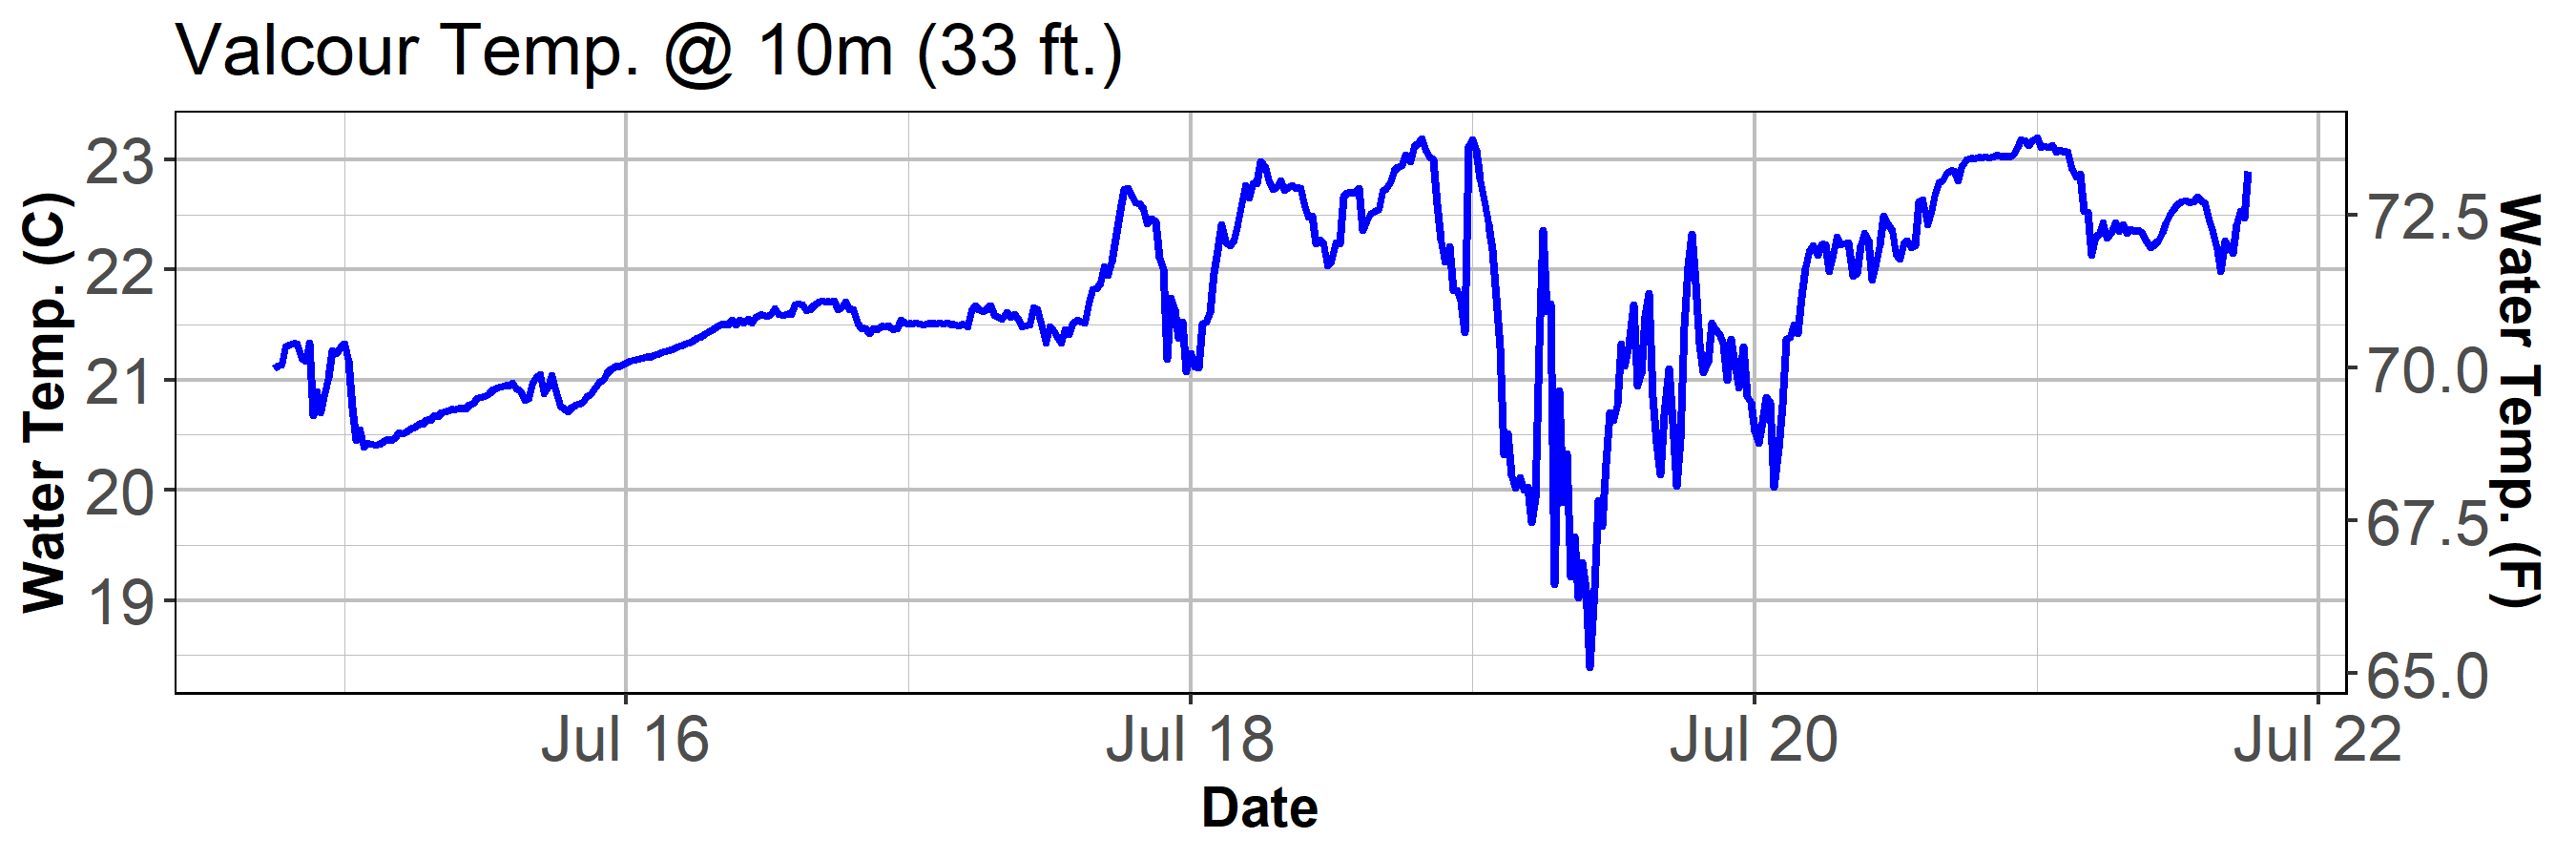 Valcour Temp. @ 10m (33 ft.)
Water Temp. (C)
23
22
21
20
19
72.5
70.0
67.5
65.0
Water Temp. (F)
Jul 16 Jul 18 Jul 20 Jul 22
Date